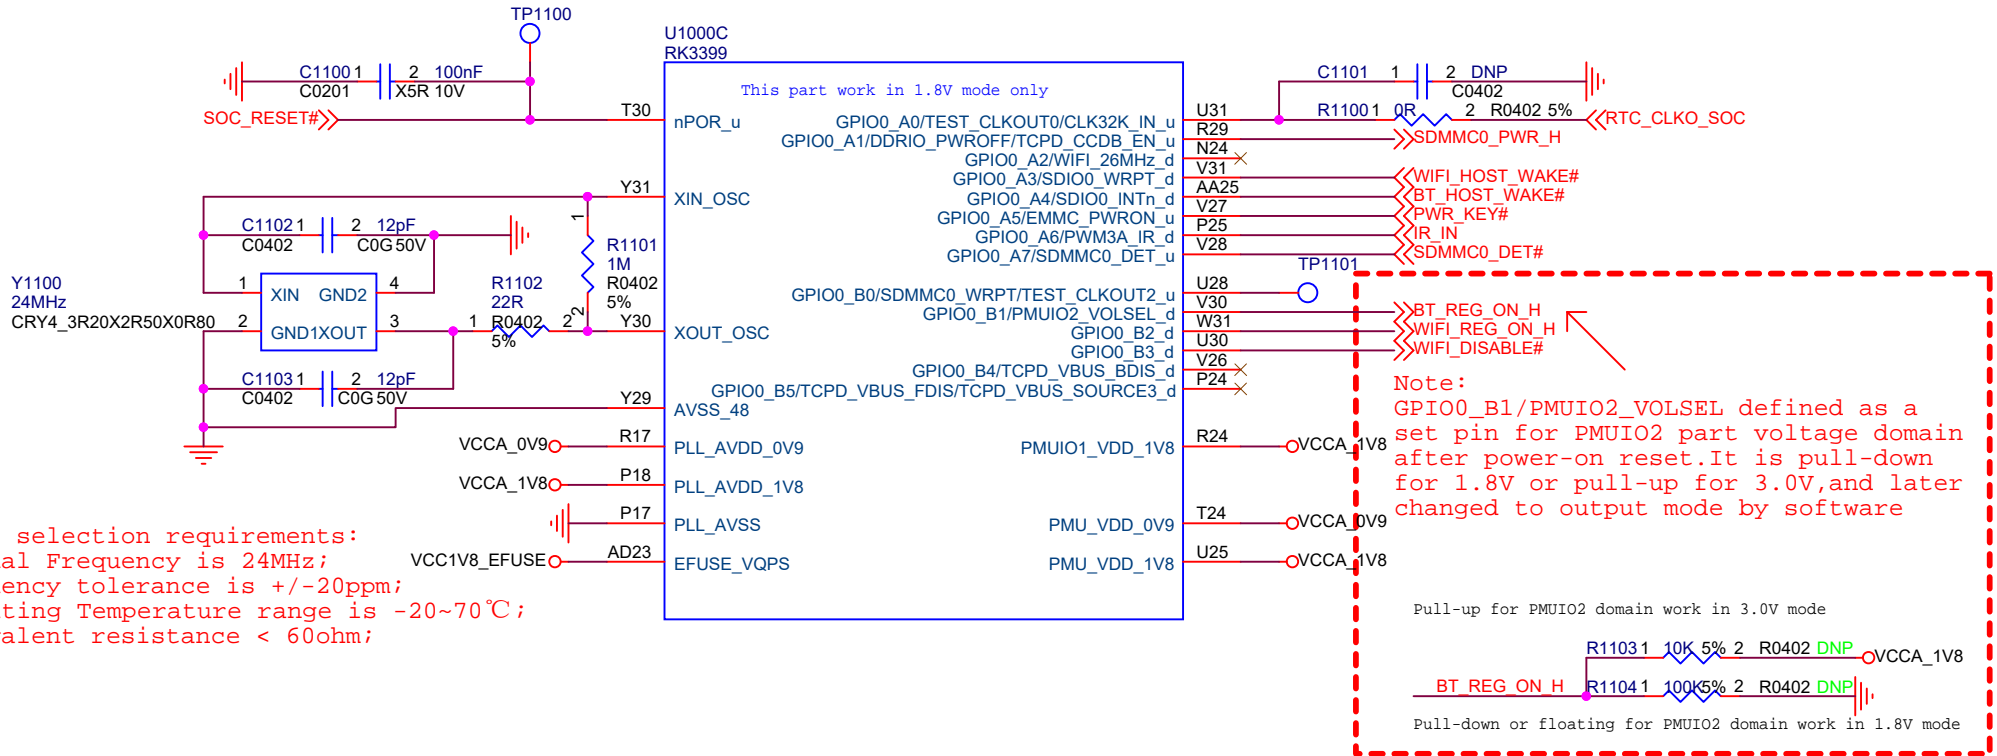 TP1100
U1000C
RK3399
C1100 1 2 100nF
C0201 X5R 10V
SOC_RESET#
This part work in 1.8V mode only
T30 nPOR_u
Y31 XIN_OSC
C1102 1 2 12pF
C0402 C0G 50V
1
R1101
1M
R0402
5%
2
Y1100
24MHz
CRY4_3R20X2R50X0R80
1 XIN GND2 4
2 GND1 XOUT 3
R1102
22R
1 R0402 2
5%
Y30 XOUT_OSC
C1103 1 2 12pF
C0402 C0G 50V
Y29 AVSS_48
VCCA_0V9 R17 PLL_AVDD_0V9
VCCA_1V8 P18 PLL_AVDD_1V8
P17 PLL_AVSS
VCC1V8_EFUSE AD23 EFUSE_VQPS
selection requirements:
al Frequency is 24MHz;
ency tolerance is +/-20ppm;
ting Temperature range is -20~70℃;
valent resistance < 60ohm;
C1101 1 2 DNP
C0402
GPIO0_A0/TEST_CLKOUT0/CLK32K_IN_u U31 R1100 1 0R 2 R0402 5% RTC_CLKO_SOC
GPIO0_A1/DDRIO_PWROFF/TCPD_CCDB_EN_u R29 SDMMC0_PWR_H
GPIO0_A2/WIFI_26MHz_d N24
GPIO0_A3/SDIO0_WRPT_d V31 WIFI_HOST_WAKE#
GPIO0_A4/SDIO0_INTn_d AA25 BT_HOST_WAKE#
GPIO0_A5/EMMC_PWRON_u V27 PWR_KEY#
GPIO0_A6/PWM3A_IR_d P25 IR_IN
GPIO0_A7/SDMMC0_DET_u V28 SDMMC0_DET#
TP1101
GPIO0_B0/SDMMC0_WRPT/TEST_CLKOUT2_u U28
GPIO0_B1/PMUIO2_VOLSEL_d V30 BT_REG_ON_H
GPIO0_B2_d W31 WIFI_REG_ON_H
GPIO0_B3_d U30 WIFI_DISABLE#
GPIO0_B4/TCPD_VBUS_BDIS_d V26
GPIO0_B5/TCPD_VBUS_FDIS/TCPD_VBUS_SOURCE3_d P24
PMUIO1_VDD_1V8 R24 VCCA_1V8
PMU_VDD_0V9 T24 VCCA_0V9
PMU_VDD_1V8 U25 VCCA_1V8
Note:
GPIO0_B1/PMUIO2_VOLSEL defined as a
set pin for PMUIO2 part voltage domain
after power-on reset.It is pull-down
for 1.8V or pull-up for 3.0V,and later
changed to output mode by software
Pull-up for PMUIO2 domain work in 3.0V mode
R1103 1 10K 5% 2 R0402 DNP VCCA_1V8
BT_REG_ON_H R1104 1 100K 5% 2 R0402 DNP
Pull-down or floating for PMUIO2 domain work in 1.8V mode